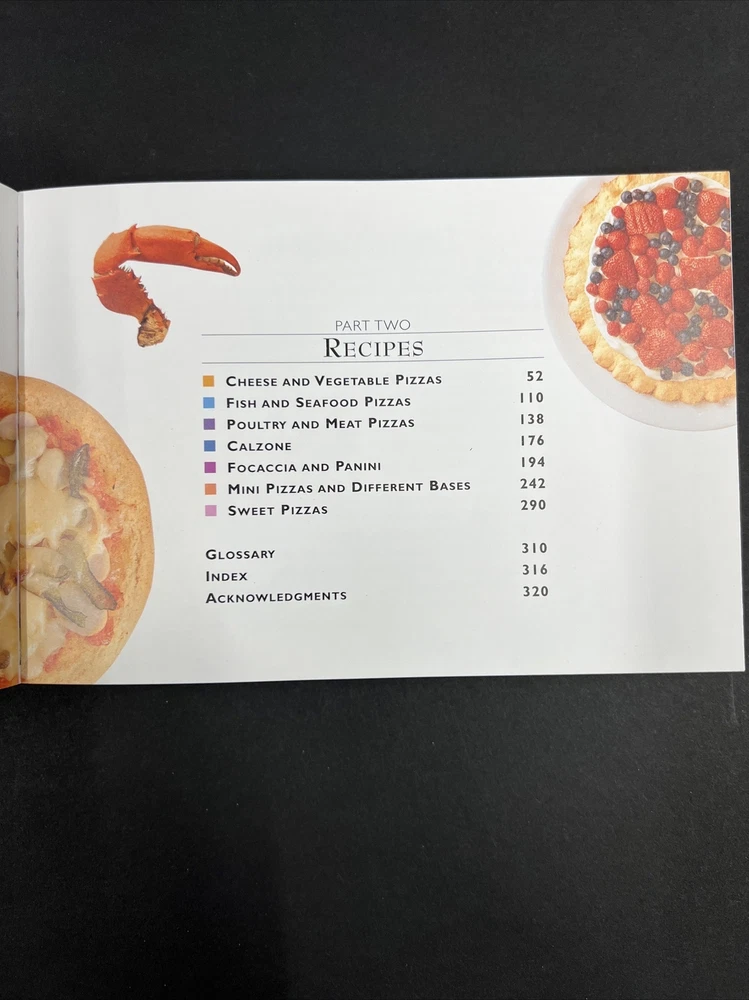 PART TWO
RECIPES
CHEESE AND VEGETABLE PIZZAS 52
FISH AND SEAFOOD PIZZAS 110
POULTRY AND MEAT PIZZAS 138
CALZONE 176
FOCACCIA AND PANINI 194
MINI PIZZAS AND DIFFERENT BASES 242
SWEET PIZZAS 290
GLOSSARY 310
INDEX 316
ACKNOWLEDGMENTS 320